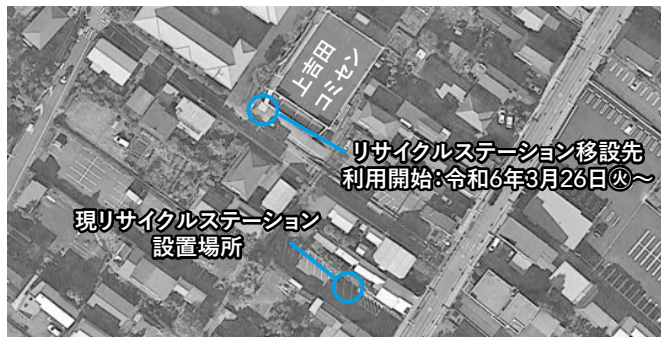 上吉田
コミセン
リサイクルステーション移設先
利用開始：令和6年3月26日㊋～
現リサイクルステーション
設置場所